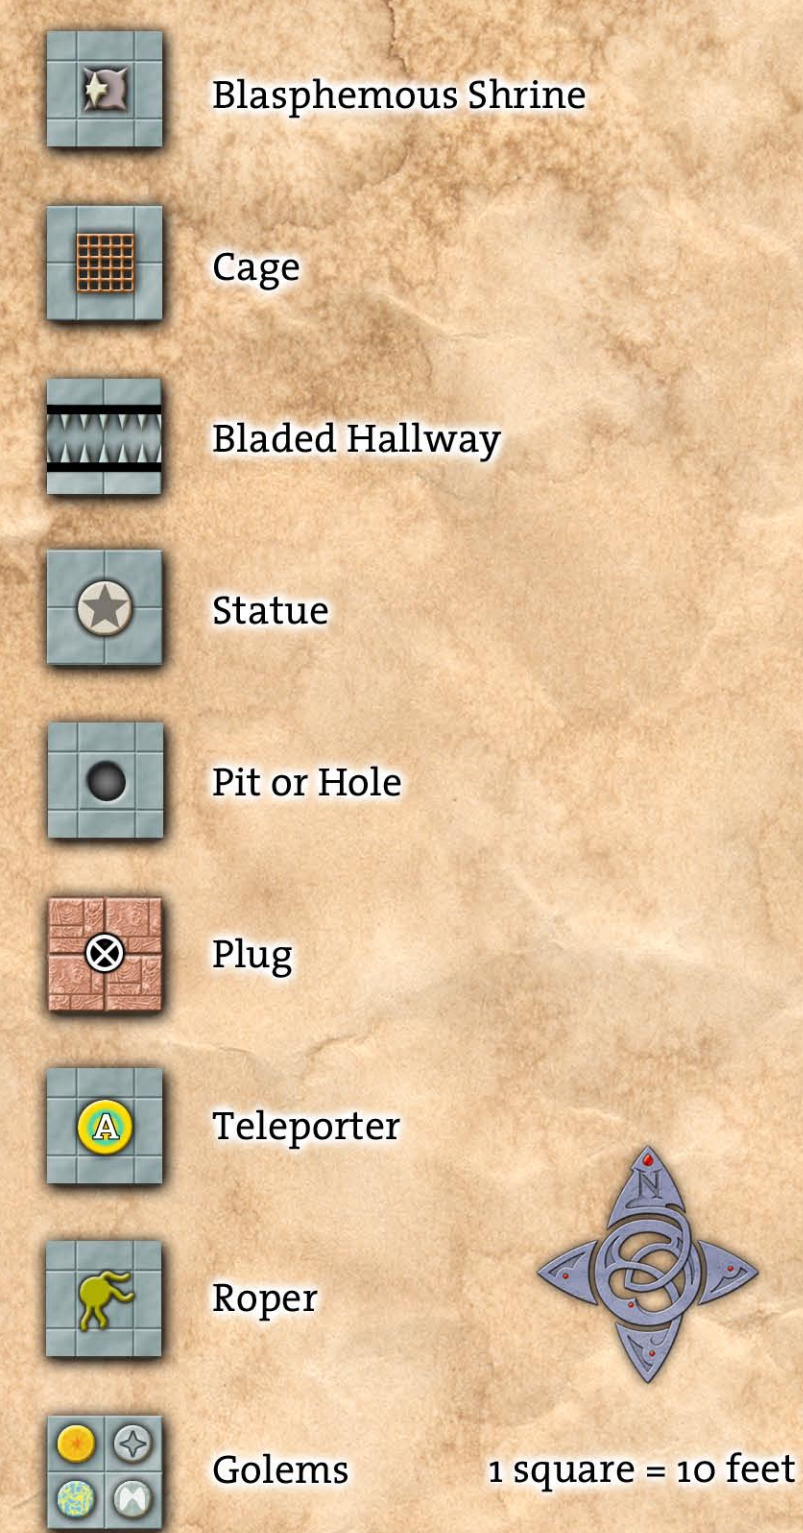 Blasphemous Shrine
Cage
Bladed Hallway
Statue
Pit or Hole
Plug
A
Teleporter
N
Roper
Golems
1 square = 10 feet